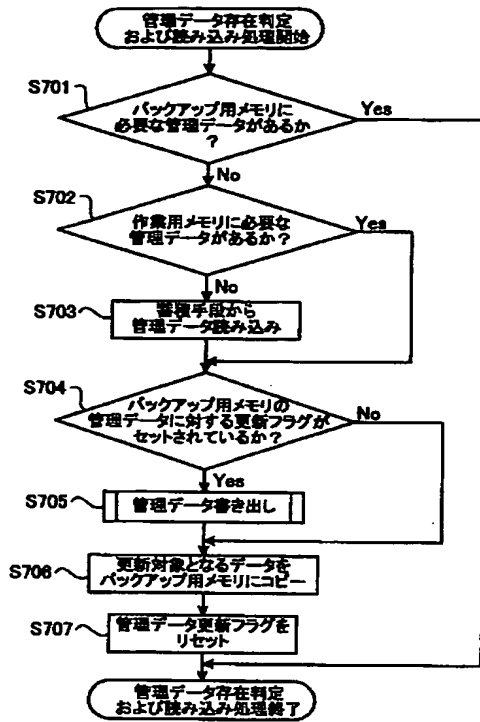 管理データ存在判定
および読み込み処理開始
S701
バックアップ用メモリに
必要な管理データがあるか
?
Yes
No
S702
作業用メモリに必要な
管理データがあるか?
Yes
No
S703
蓄積手段から
管理データ読み込み
S704
バックアップ用メモリの
管理データに対する更新フラグが
セットされているか?
No
Yes
S705
管理データ書き出し
S706
更新対象となるデータを
バックアップ用メモリにコピー
S707
管理データ更新フラグを
リセット
管理データ存在判定
および読み込み処理終了